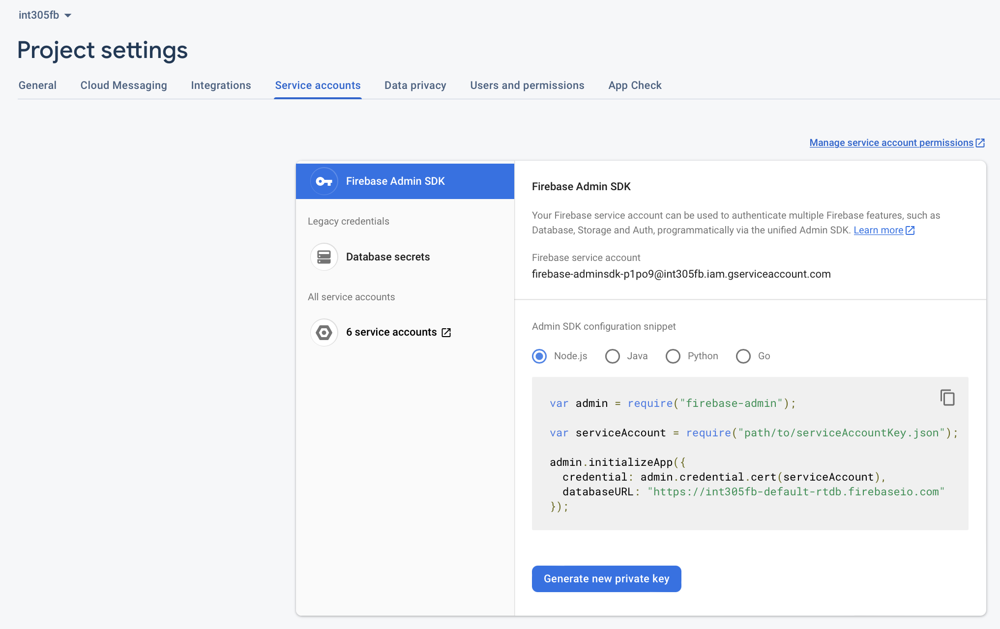 int305fb
Project settings
General Cloud Messaging Integrations Service accounts Data privacy Users and permissions App Check
Manage service account permissions
Firebase Admin SDK
Legacy credentials
Database secrets
All service accounts
6 service accounts
Firebase Admin SDK
Your Firebase service account can be used to authenticate multiple Firebase features, such as
Database, Storage and Auth, programmatically via the unified Admin SDK. Learn more
Firebase service account
firebase-adminsdk-p1po9@int305fb.iam.gserviceaccount.com
Admin SDK configuration snippet
Node.js Java Python Go
var admin = require("firebase-admin");
var serviceAccount = require("path/to/serviceAccountKey.json");
admin.initializeApp({
  credential: admin.credential.cert(serviceAccount),
  databaseURL: "https://int305fb-default-rtdb.firebaseio.com"
});
Generate new private key